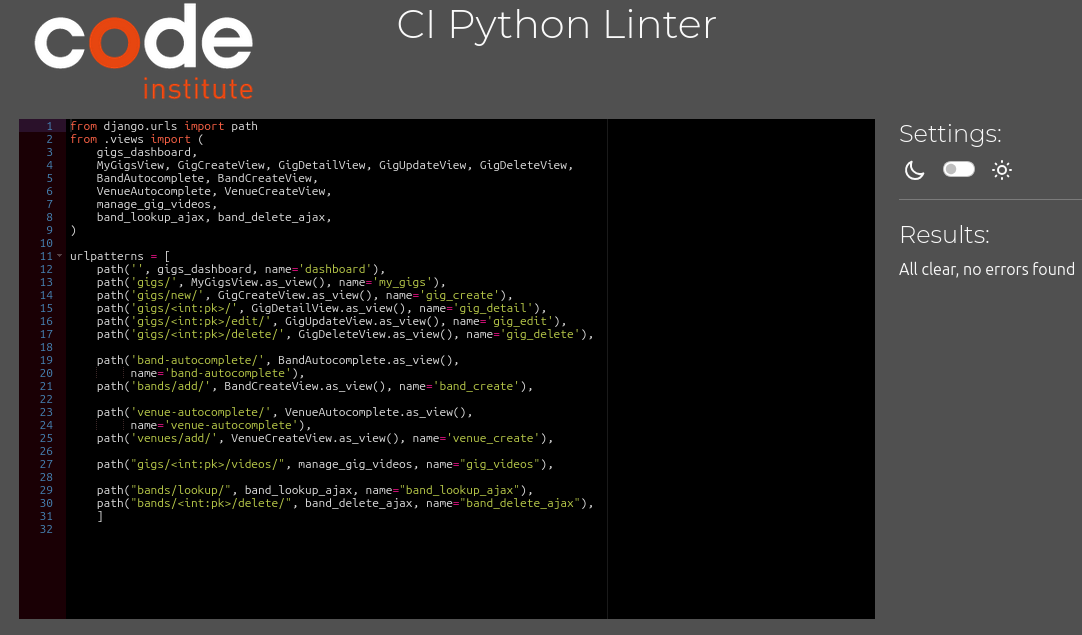 code
institute
CI Python Linter
1 from django.urls import path
2 from .views import (
3     gigs_dashboard,
4     MyGigsView, GigCreateView, GigDetailView, GigUpdateView, GigDeleteView,
5     BandAutocomplete, BandCreateView,
6     VenueAutocomplete, VenueCreateView,
7     manage_gig_videos,
8     band_lookup_ajax, band_delete_ajax,
9 )
10
11 urlpatterns = [
12     path('', gigs_dashboard, name='dashboard'),
13     path('gigs/', MyGigsView.as_view(), name='my_gigs'),
14     path('gigs/new/', GigCreateView.as_view(), name='gig_create'),
15     path('gigs/<int:pk>/', GigDetailView.as_view(), name='gig_detail'),
16     path('gigs/<int:pk>/edit/', GigUpdateView.as_view(), name='gig_edit'),
17     path('gigs/<int:pk>/delete/', GigDeleteView.as_view(), name='gig_delete'),
18
19     path('band-autocomplete/', BandAutocomplete.as_view(),
20          name='band-autocomplete'),
21     path('bands/add/', BandCreateView.as_view(), name='band_create'),
22
23     path('venue-autocomplete/', VenueAutocomplete.as_view(),
24          name='venue-autocomplete'),
25     path('venues/add/', VenueCreateView.as_view(), name='venue_create'),
26
27     path("gigs/<int:pk>/videos/", manage_gig_videos, name="gig_videos"),
28
29     path("bands/lookup/", band_lookup_ajax, name="band_lookup_ajax"),
30     path("bands/<int:pk>/delete/", band_delete_ajax, name="band_delete_ajax"),
31     ]
32
Settings:
Results:
All clear, no errors found